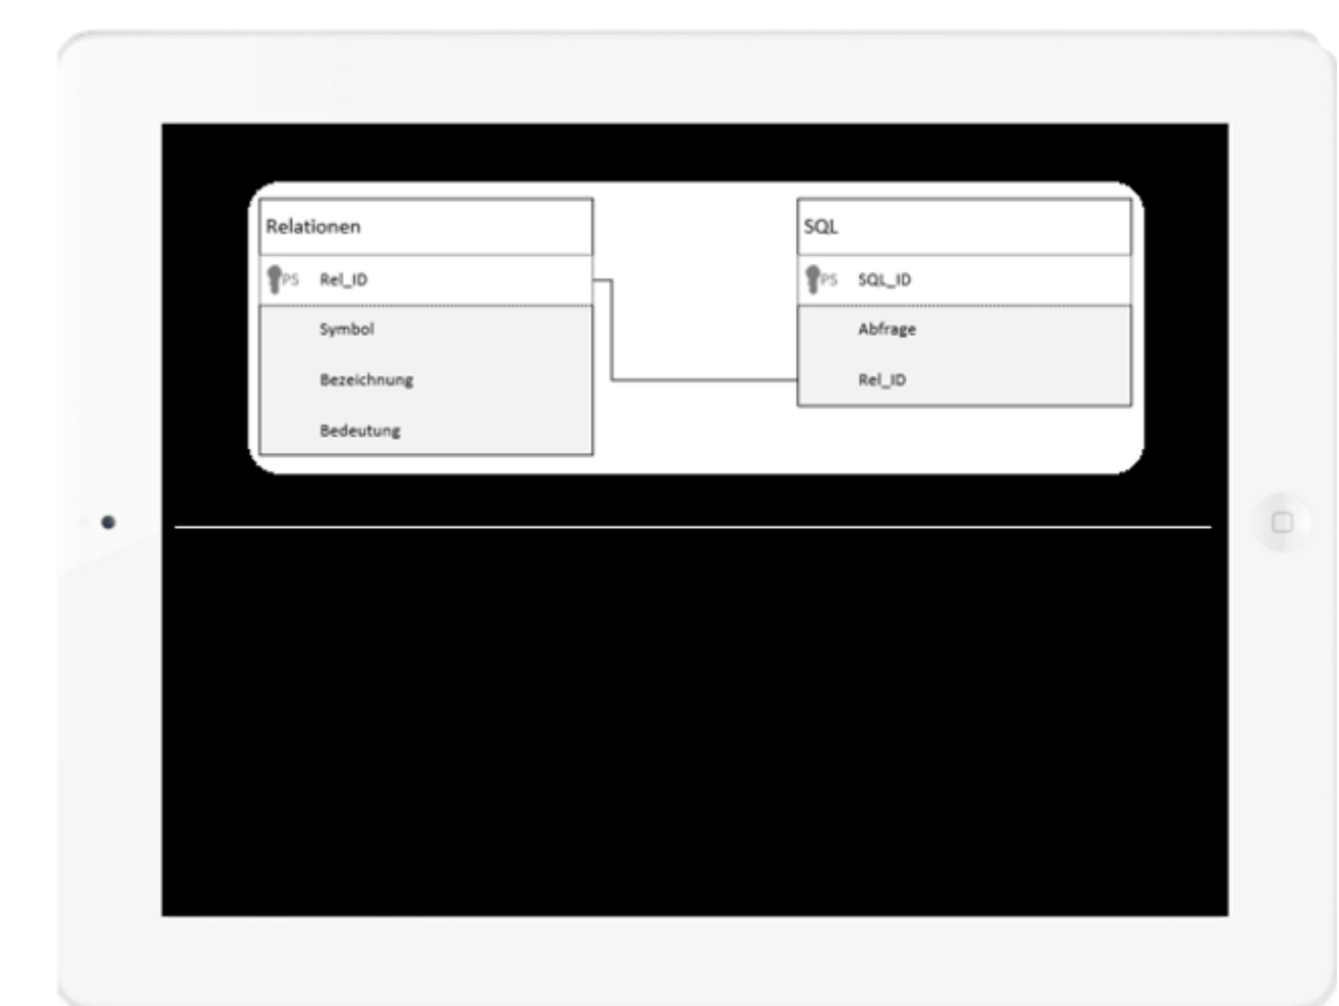 Relationen
PS Rel_ID
Symbol
Bezeichnung
Bedeutung
SQL
PS SQL_ID
Abfrage
Rel_ID